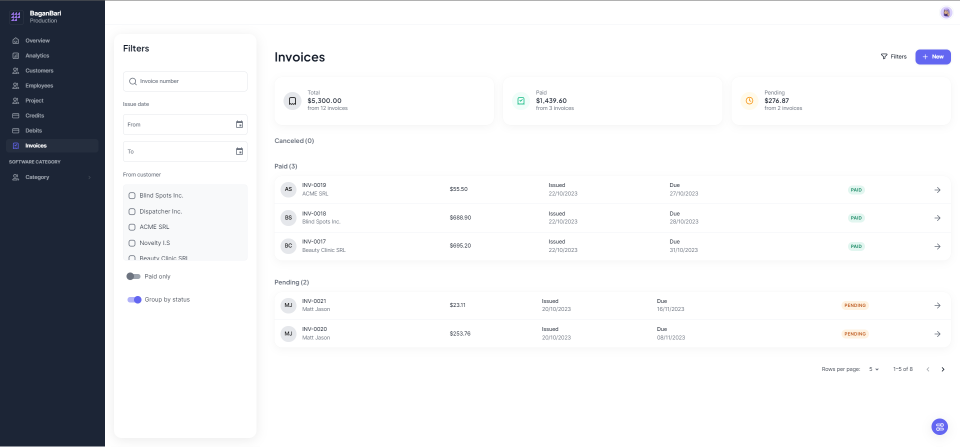 BaganBari
Production
Overview
Analytics
Customers
Employees
Project
Credits
Debits
Invoices
SOFTWARE CATEGORY
Category
Filters
Invoice number
Issue date
From
To
From customer
Blind Spots Inc.
Dispatcher Inc.
ACME SRL
Novelty I.S
Beauty Clinic SRL
Paid only
Group by status
Invoices
Filters
+ New
Total
$5,300.00
from 12 invoices
Paid
$1,439.60
from 3 invoices
Pending
$276.87
from 2 invoices
Canceled (0)
Paid (3)
AS INV-0019 ACME SRL $55.50 Issued 22/10/2023 Due 27/10/2023 PAID
BS INV-0018 Blind Spots Inc. $688.90 Issued 22/10/2023 Due 28/10/2023 PAID
BC INV-0017 Beauty Clinic SRL $695.20 Issued 22/10/2023 Due 31/10/2023 PAID
Pending (2)
MJ INV-0021 Matt Jason $23.11 Issued 20/10/2023 Due 16/11/2023 PENDING
MJ INV-0020 Matt Jason $253.76 Issued 20/10/2023 Due 08/11/2023 PENDING
Rows per page: 5 1–5 of 8